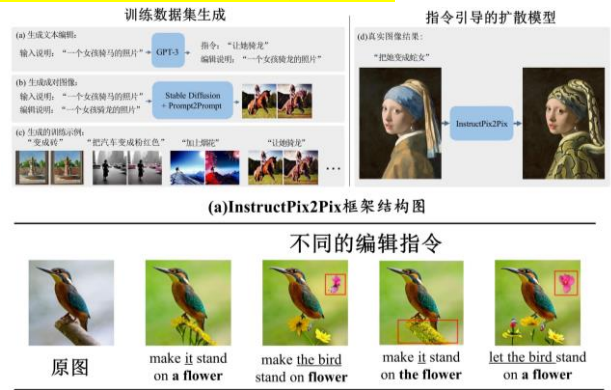 训练数据集生成
(a) 生成文本编辑:
输入说明: “一个女孩骑马的照片”
GPT-3
指令: “让她骑龙”
编辑说明: “一个女孩骑龙的照片”
(b) 生成成对图像:
输入说明: “一个女孩骑马的照片”
编辑说明: “一个女孩骑龙的照片”
Stable Diffusion
+ Prompt2Prompt
(c) 生成的训练示例:
“变成砖”
“把汽车变成粉红色”
“加上烟花”
“让她骑龙”
...
指令引导的扩散模型
(d)真实图像结果:
“把她变成蛇女”
InstructPix2Pix
(a)InstructPix2Pix框架结构图
不同的编辑指令
原图
make it stand
on a flower
make the bird
stand on flower
make it stand
on the flower
let the bird stand
on a flower